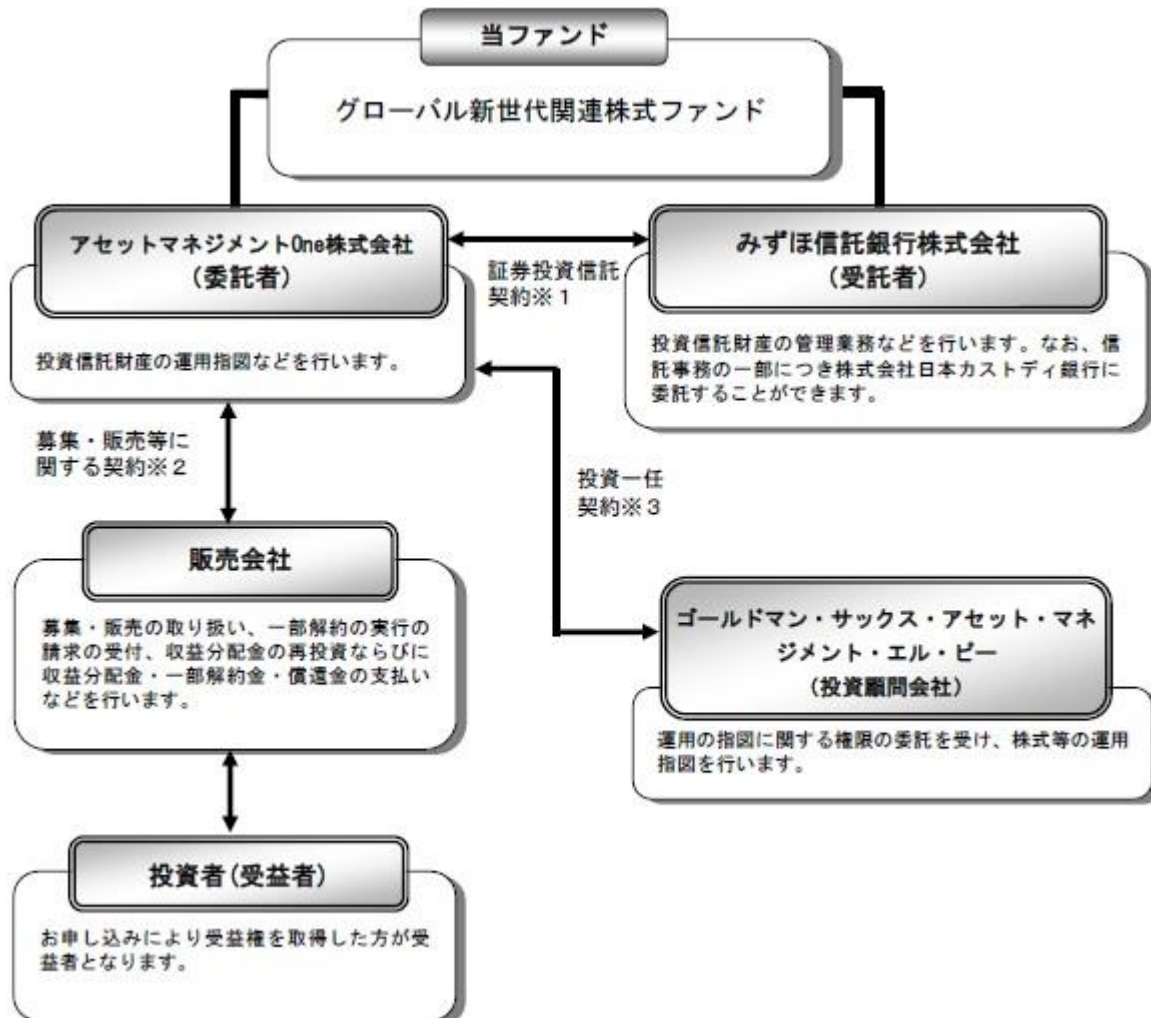 当ファンド
グローバル新世代関連株式ファンド
アセットマネジメントOne株式会社
（委託者）
投資信託財産の運用指図などを行います。
証券投資信託
契約※１
みずほ信託銀行株式会社
（受託者）
投資信託財産の管理業務などを行います。なお、信
託事務の一部につき株式会社日本カストディ銀行に
委託することができます。
募集・販売等に
関する契約※２
投資一任
契約※３
販売会社
募集・販売の取り扱い、一部解約の実行の
請求の受付、収益分配金の再投資ならびに
収益分配金・一部解約金・償還金の支払い
などを行います。
ゴールドマン・サックス・アセット・マネ
ジメント・エル・ピー
（投資顧問会社）
運用の指図に関する権限の委託を受け、株式等の運用
指図を行います。
投資者(受益者)
お申し込みにより受益権を取得した方が受
益者となります。